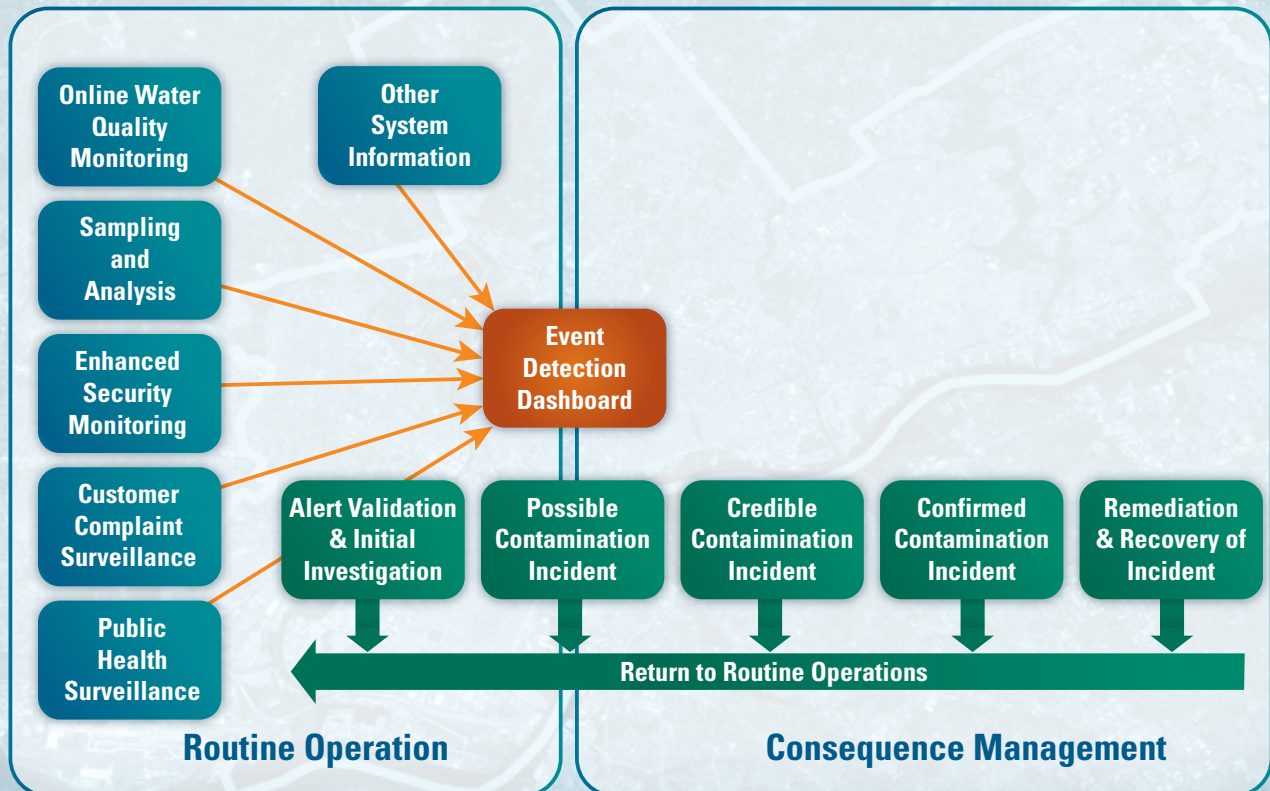 Online Water
Quality
Monitoring
Other
System
Information
Sampling
and
Analysis
Enhanced
Security
Monitoring
Event
Detection
Dashboard
Customer
Complaint
Surveillance
Public
Health
Surveillance
Alert Validation
& Initial
Investigation
Possible
Contamination
Incident
Credible
Contaimination
Incident
Confirmed
Contamination
Incident
Remediation
& Recovery of
Incident
Return to Routine Operations
Routine Operation
Consequence Management